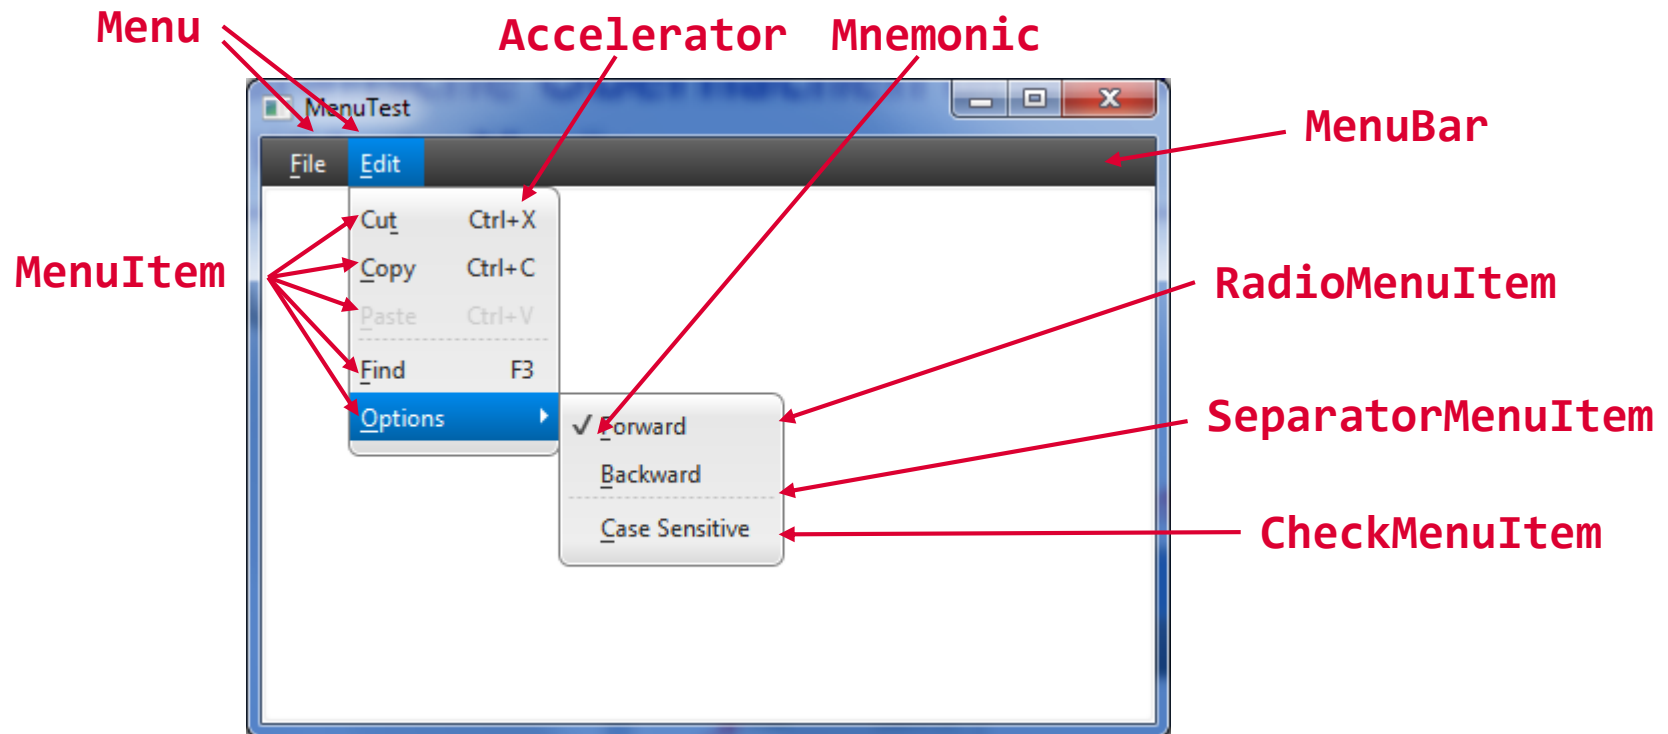 Menu
Accelerator
Mnemonic
MenuTest
MenuBar
File Edit
Cut Ctrl+X
MenuItem
Copy Ctrl+C
RadioMenuItem
Paste Ctrl+V
Find F3
Options
Forward
SeparatorMenuItem
Backward
Case Sensitive
CheckMenuItem